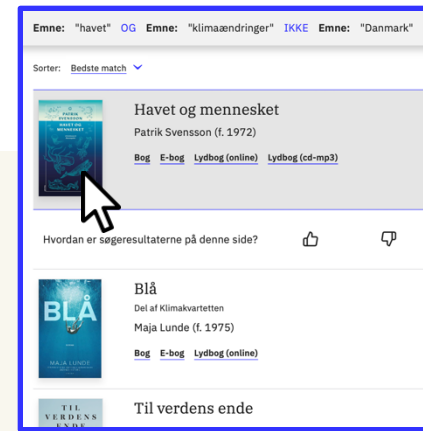 Emne: "havet" OG Emne: "klimaændringer" IKKE Emne: "Danmark"
Sorter: Bedste match
PATRIK
SVENSSON
HAVET OG
MENNESKET
Havet og mennesket
Patrik Svensson (f. 1972)
Bog E-bog Lydbog (online) Lydbog (cd-mp3)
Hvordan er søgeresultaterne på denne side?
BLÅ
MAJA LUNDE
Blå
Del af Klimakvartetten
Maja Lunde (f. 1975)
Bog E-bog Lydbog (online)
TIL
VERDENS
ENDE
Til verdens ende